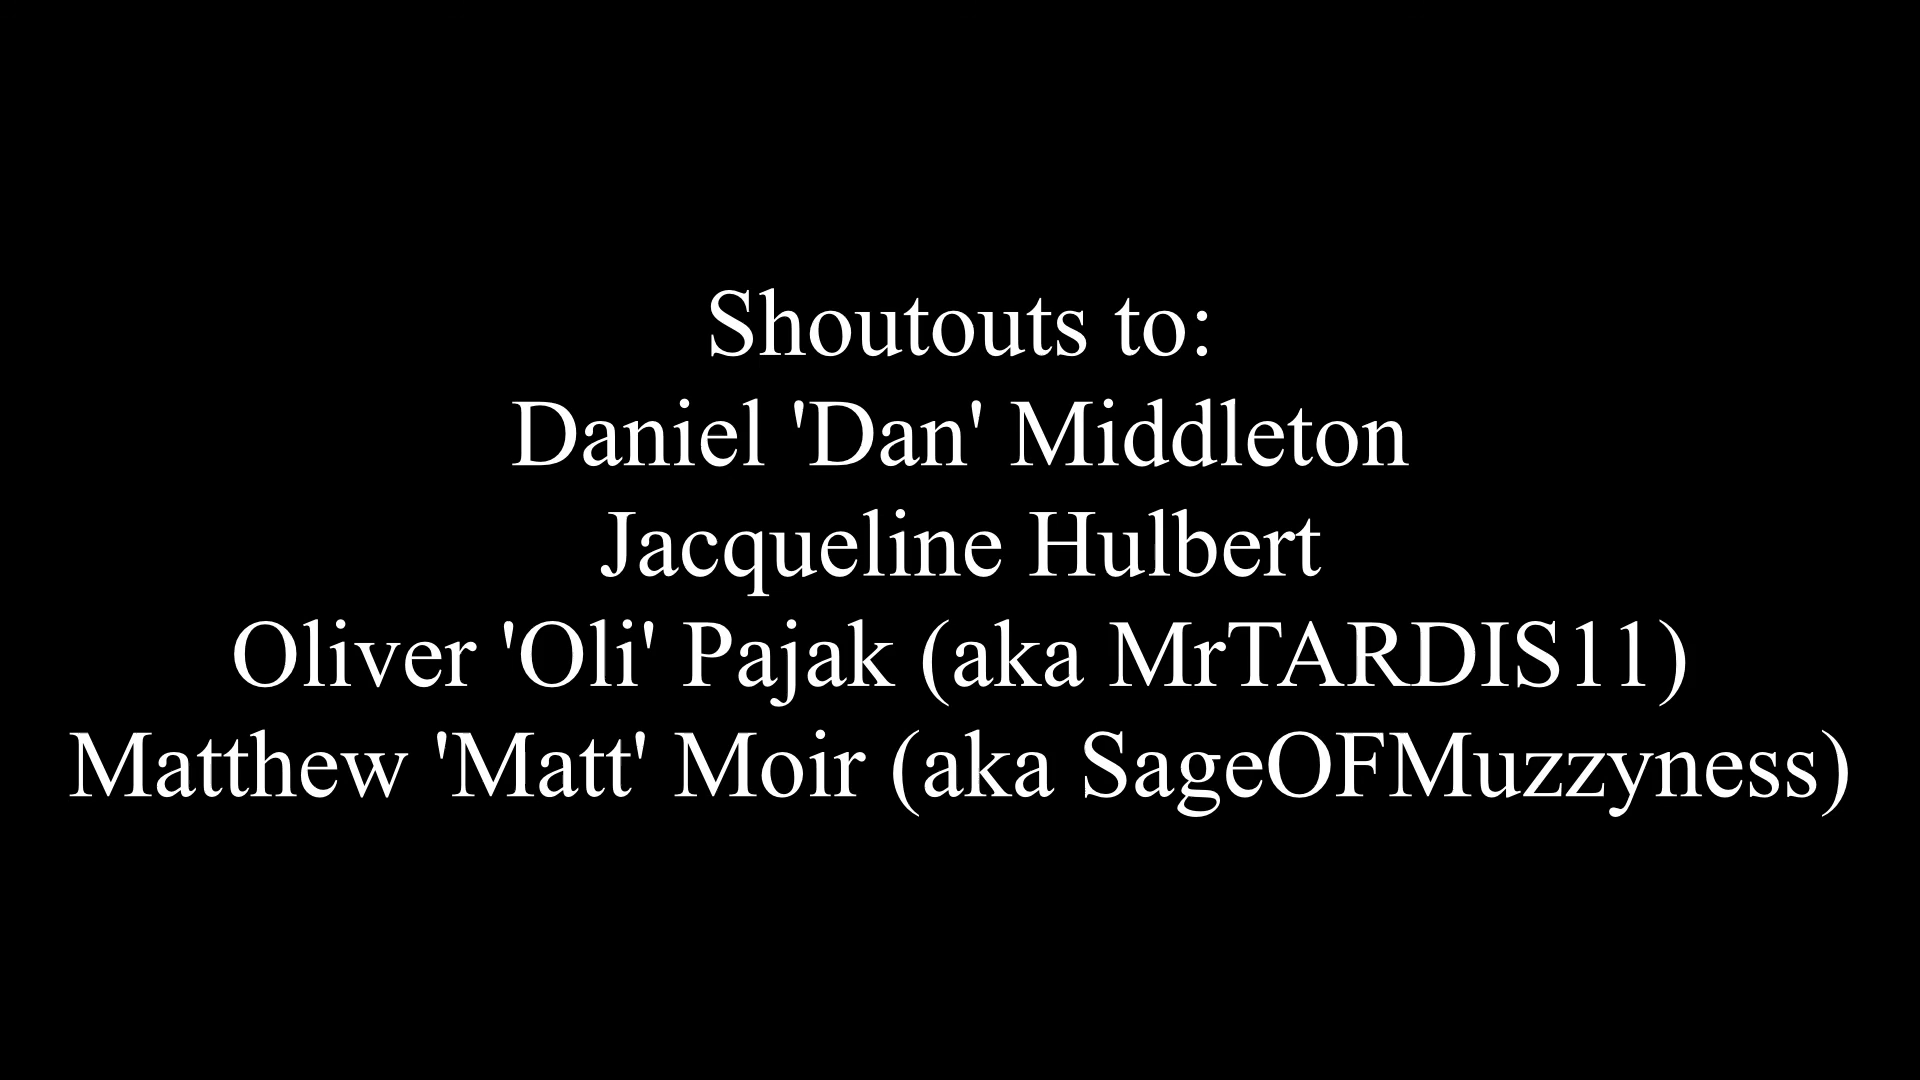 Shoutouts to:
Daniel 'Dan' Middleton
Jacqueline Hulbert
Oliver 'Oli' Pajak (aka MrTARDIS11)
Matthew 'Matt' Moir (aka SageOFMuzzyness)